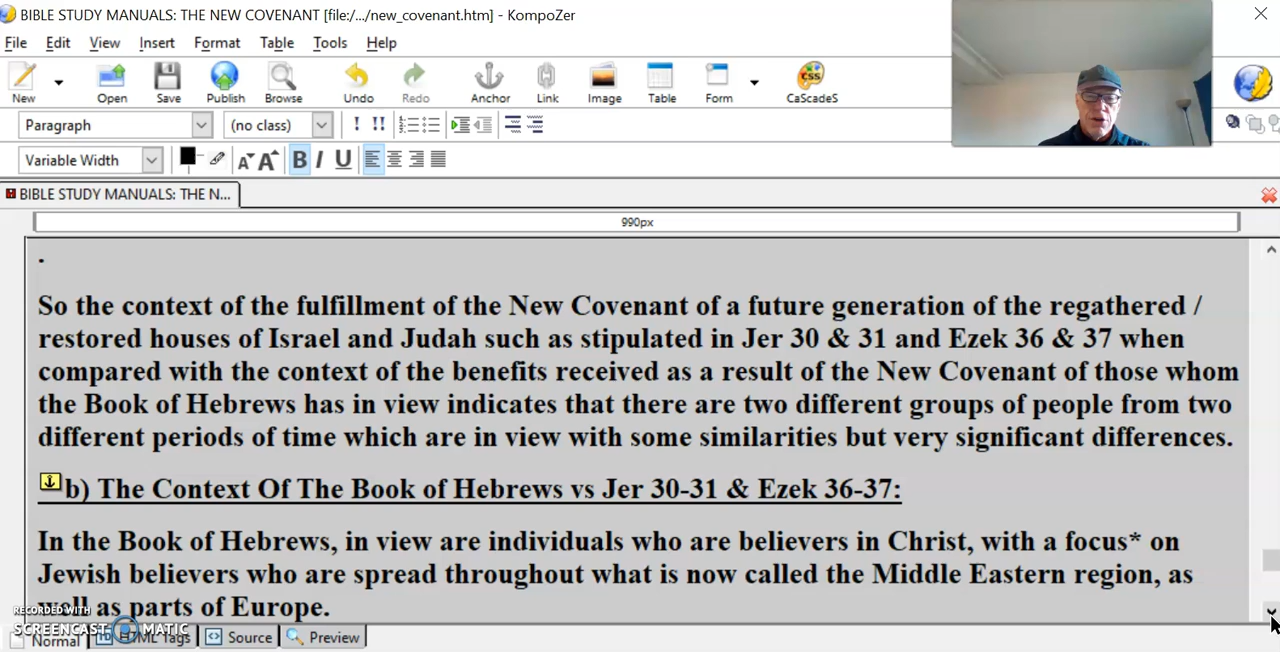 BIBLE STUDY MANUALS: THE NEW COVENANT [file:/.../new_covenant.htm] - KompoZer
File Edit View Insert Format Table Tools Help
New Open Save Publish Browse Undo Redo Anchor Link Image Table Form CaScadeS
Paragraph (no class) ! !!
Variable Width A A B I U
BIBLE STUDY MANUALS: THE N...
990px
.
So the context of the fulfillment of the New Covenant of a future generation of the regathered /
restored houses of Israel and Judah such as stipulated in Jer 30 & 31 and Ezek 36 & 37 when
compared with the context of the benefits received as a result of the New Covenant of those whom
the Book of Hebrews has in view indicates that there are two different groups of people from two
different periods of time which are in view with some similarities but very significant differences.
b) The Context Of The Book of Hebrews vs Jer 30-31 & Ezek 36-37:
In the Book of Hebrews, in view are individuals who are believers in Christ, with a focus* on
Jewish believers who are spread throughout what is now called the Middle Eastern region, as
well as parts of Europe.
RECORDED WITH
SCREENCAST MATIC
Normal HTML Tags Source Preview